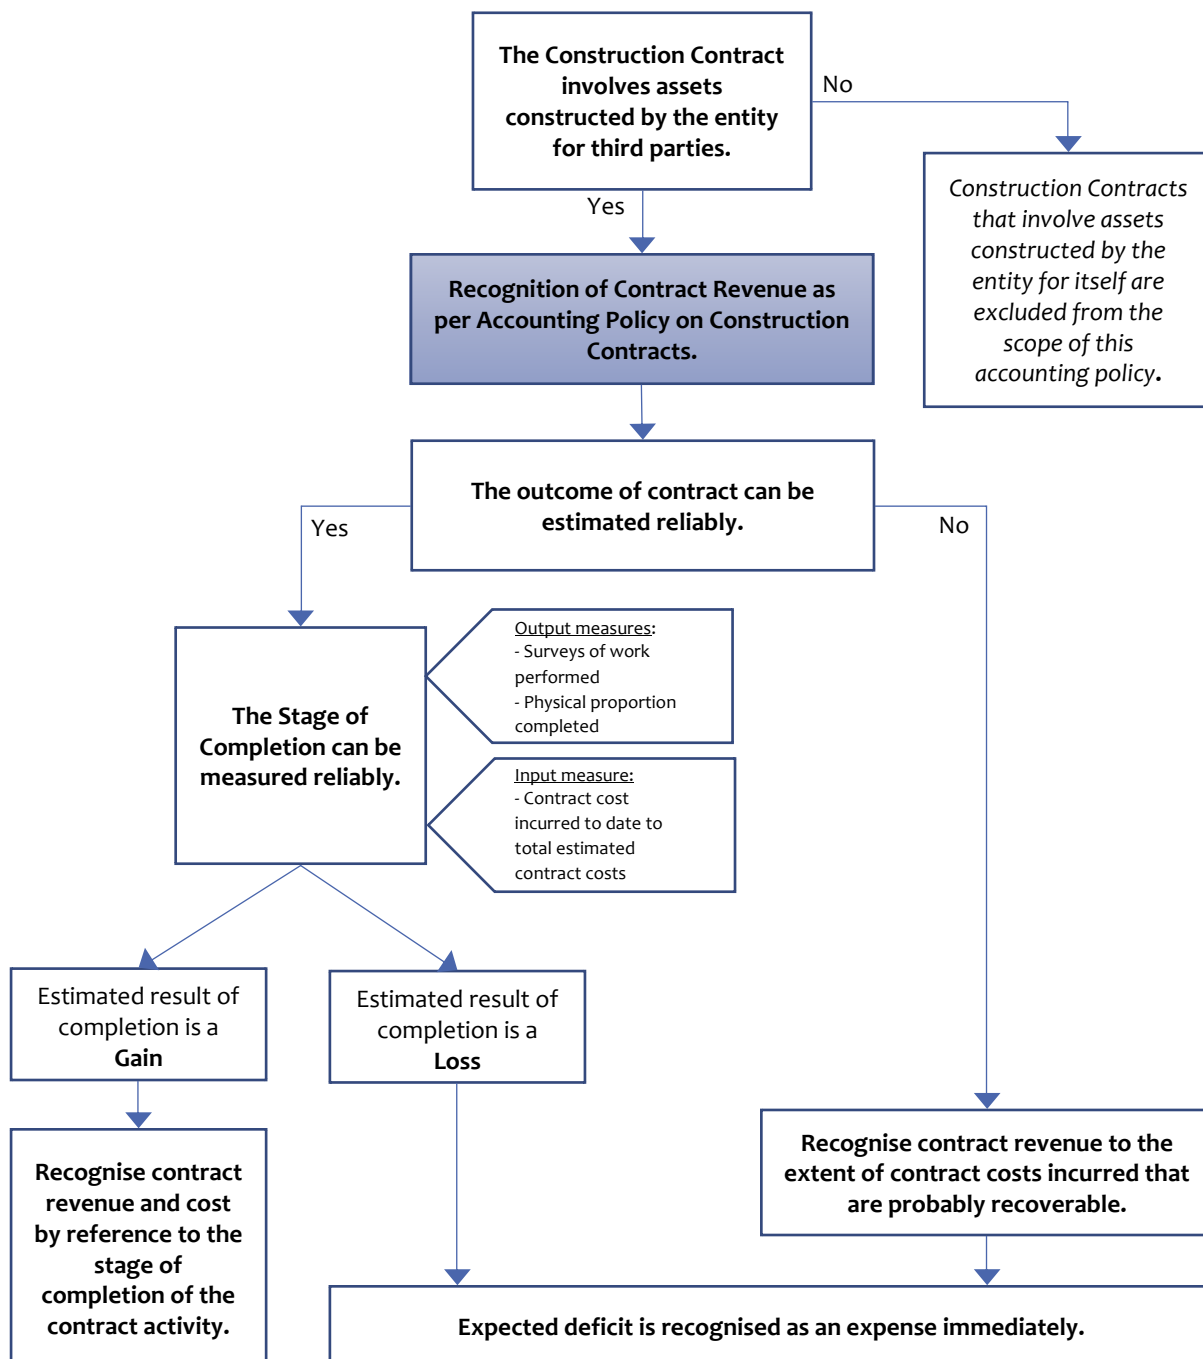 The Construction Contract
involves assets
constructed by the entity
for third parties.
No
Construction Contracts
that involve assets
constructed by the
entity for itself are
excluded from the
scope of this
accounting policy.
Yes
Recognition of Contract Revenue as
per Accounting Policy on Construction
Contracts.
The outcome of contract can be
estimated reliably.
Yes
No
The Stage of
Completion can be
measured reliably.
Output measures:
- Surveys of work
performed
- Physical proportion
completed
Input measure:
- Contract cost
incurred to date to
total estimated
contract costs
Estimated result of
completion is a
Gain
Estimated result of
completion is a
Loss
Recognise contract
revenue and cost
by reference to the
stage of
completion of the
contract activity.
Recognise contract revenue to the
extent of contract costs incurred that
are probably recoverable.
Expected deficit is recognised as an expense immediately.